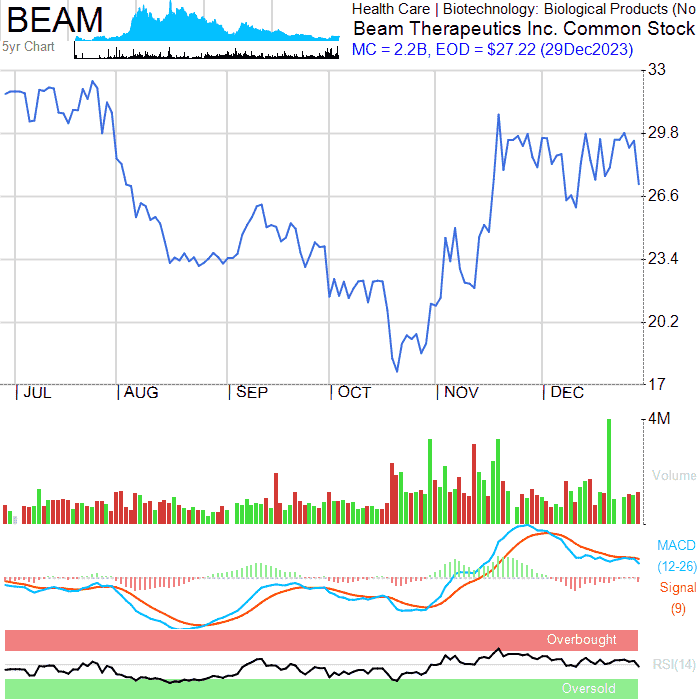 BEAM
5yr Chart
Health Care | Biotechnology: Biological Products (No
Beam Therapeutics Inc. Common Stock
MC = 2.2B, EOD = $27.22 (29Dec2023)
33
29.8
26.6
23.4
20.2
17
|JUL |AUG |SEP |OCT |NOV |DEC
4M
Volume
MACD
(12-26)
Signal
(9)
Overbought
RSI(14)
Oversold